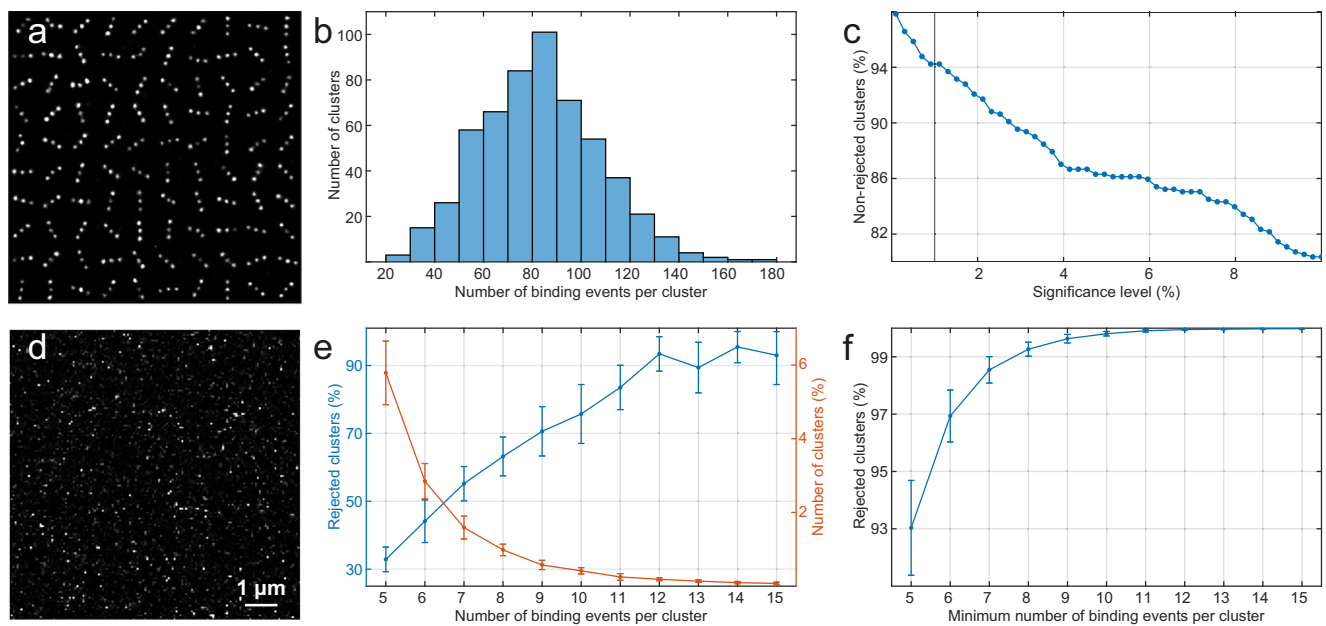 a
b
100
80
60
40
20
Number of clusters
20 40 60 80 100 120 140 160 180
Number of binding events per cluster
c
94
90
86
82
Non-rejected clusters (%)
2 4 6 8
Significance level (%)
d
1 μm
e
90
70
50
30
Rejected clusters (%)
6
4
2
Number of clusters (%)
5 6 7 8 9 10 11 12 13 14 15
Number of binding events per cluster
f
99
97
95
93
Rejected clusters (%)
5 6 7 8 9 10 11 12 13 14 15
Minimum number of binding events per cluster